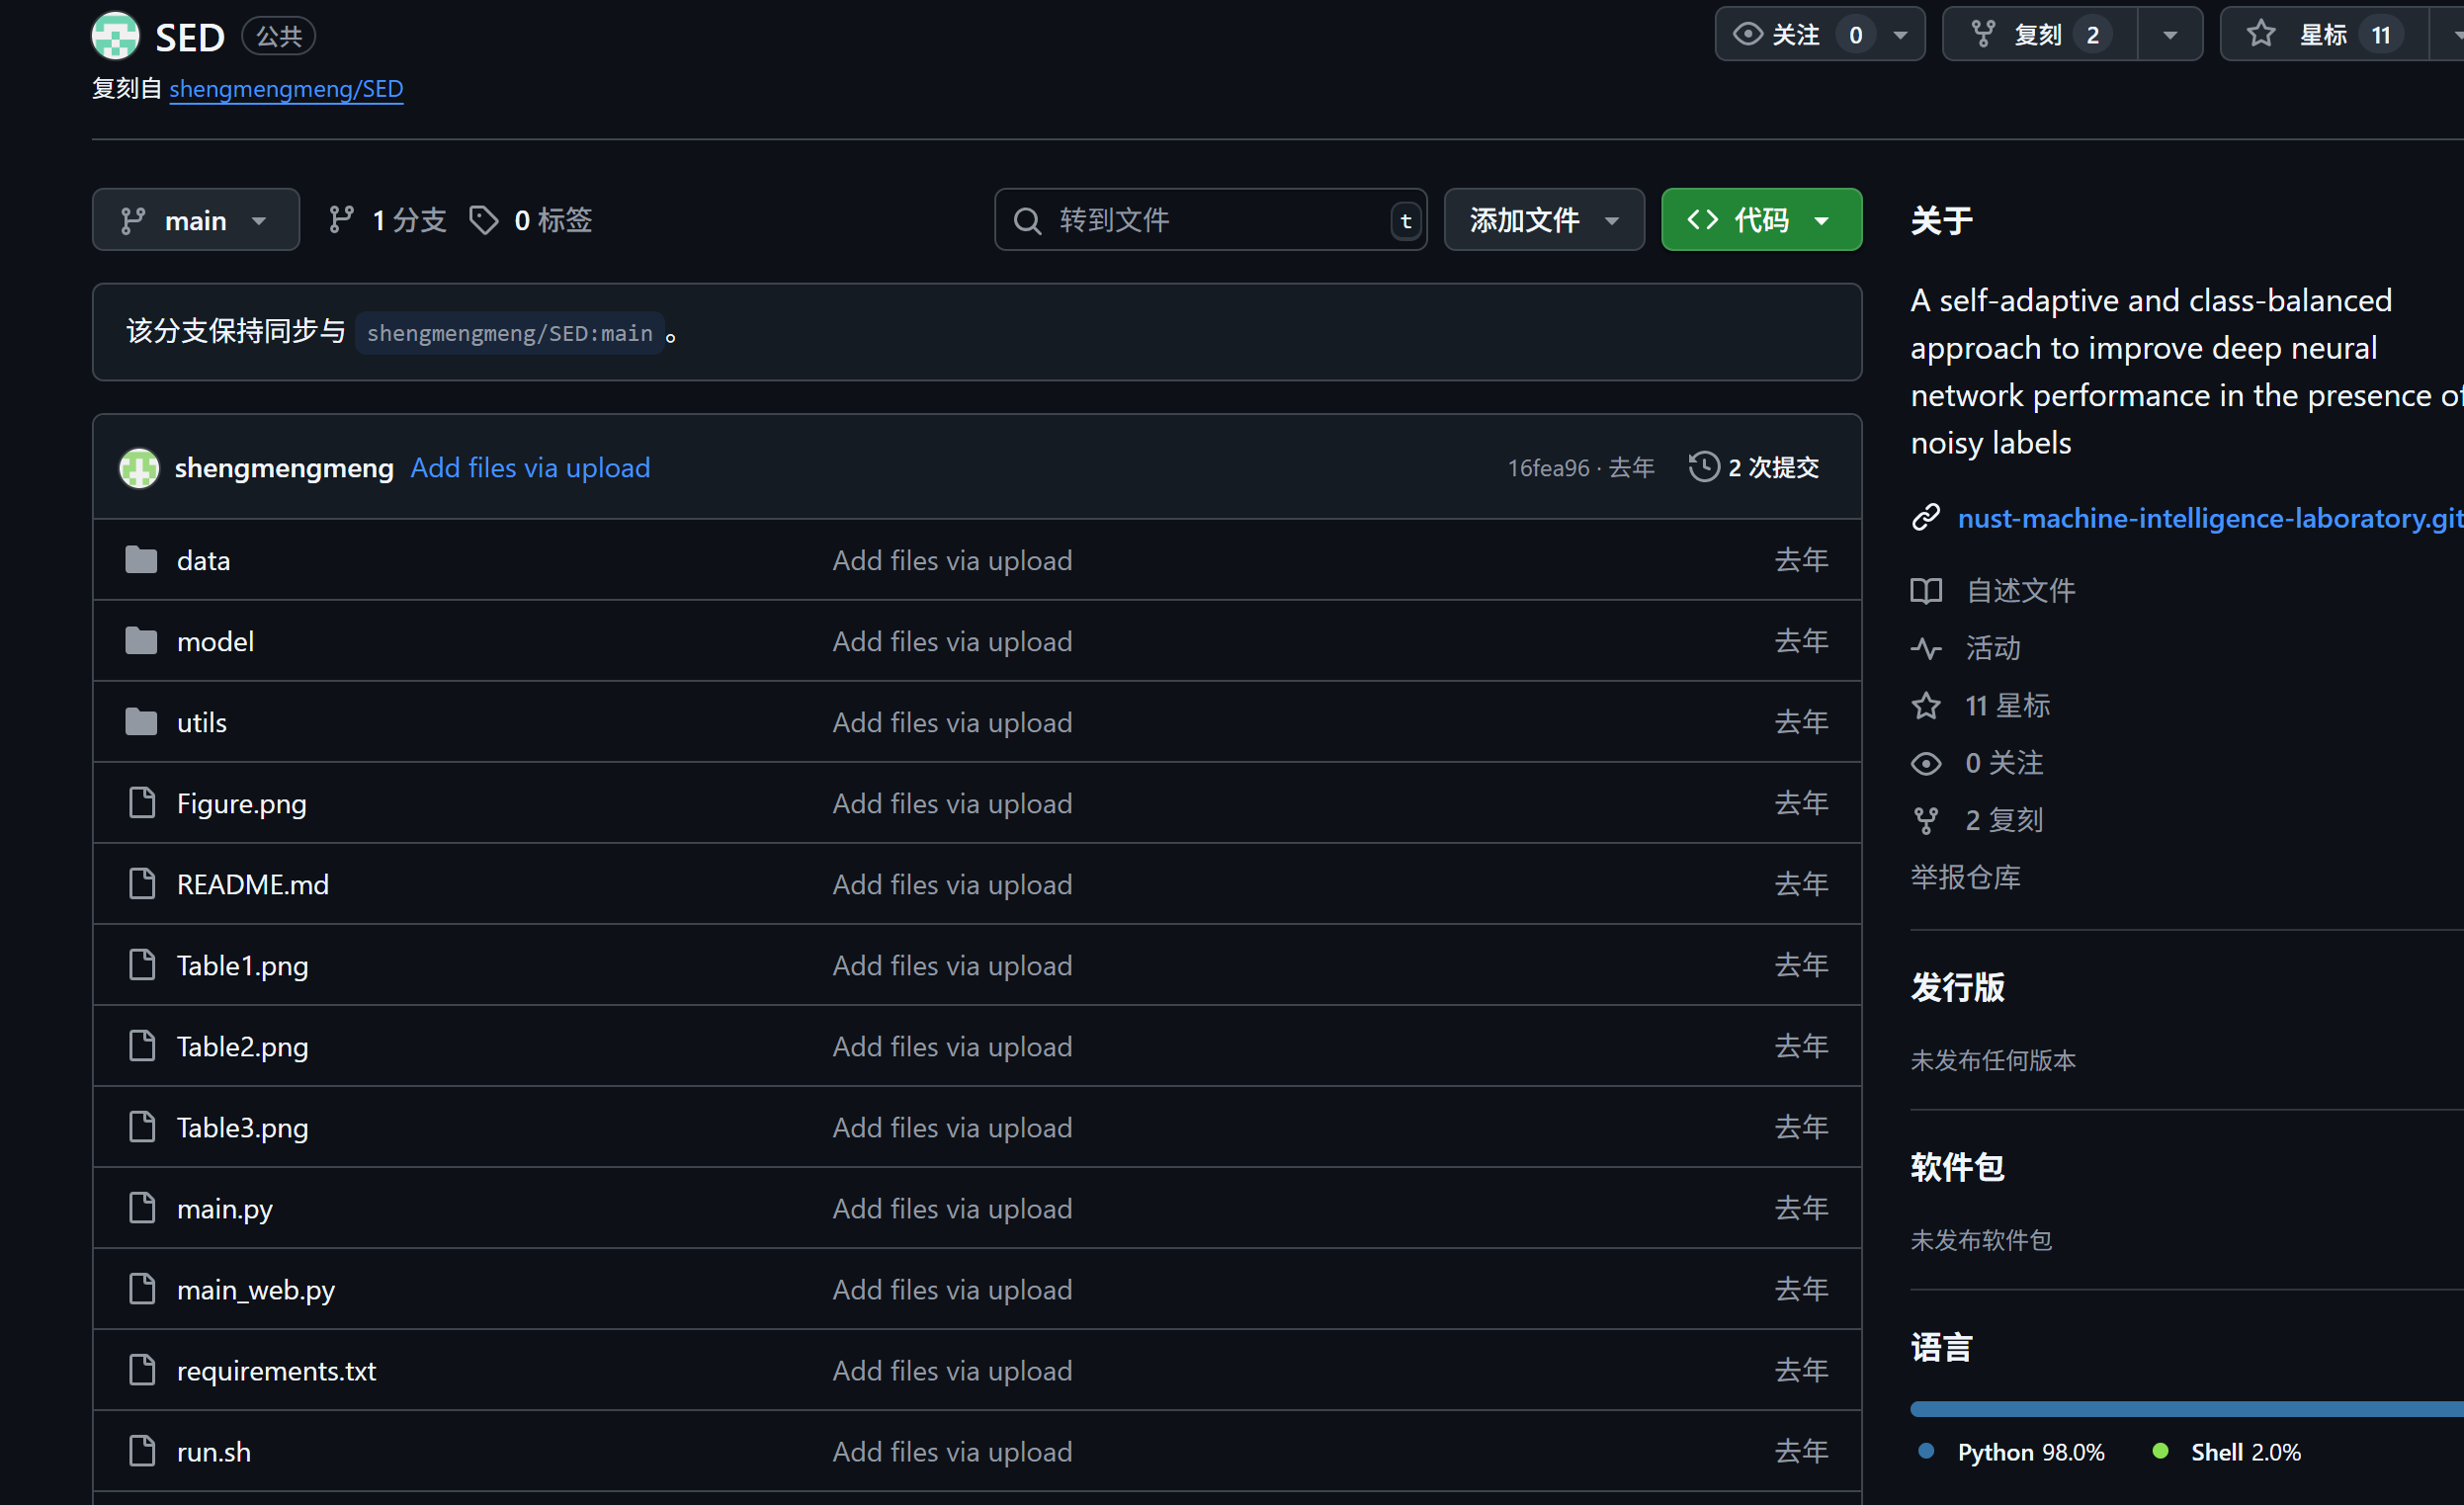 SED 公共
关注 0 复刻 2 星标 11
复刻自 shengmengmeng/SED
main 1 分支 0 标签 转到文件 t 添加文件 代码
该分支保持同步与 shengmengmeng/SED:main 。
shengmengmeng Add files via upload 16fea96 · 去年 2 次提交
data Add files via upload 去年
model Add files via upload 去年
utils Add files via upload 去年
Figure.png Add files via upload 去年
README.md Add files via upload 去年
Table1.png Add files via upload 去年
Table2.png Add files via upload 去年
Table3.png Add files via upload 去年
main.py Add files via upload 去年
main_web.py Add files via upload 去年
requirements.txt Add files via upload 去年
run.sh Add files via upload 去年
关于
A self-adaptive and class-balanced
approach to improve deep neural
network performance in the presence of
noisy labels
nust-machine-intelligence-laboratory.git
自述文件
活动
11 星标
0 关注
2 复刻
举报仓库
发行版
未发布任何版本
软件包
未发布软件包
语言
Python 98.0% Shell 2.0%